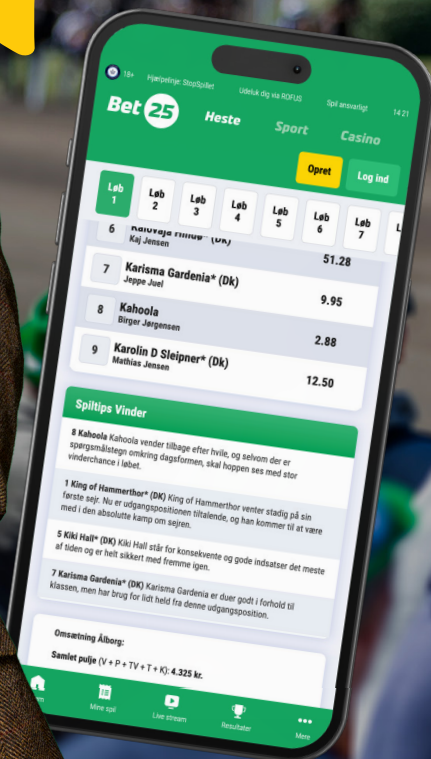 18+ Hjælpelinje: StopSpillet Udeluk dig via ROFUS Spil ansvarligt 14 21
Bet 25 Heste Sport Casino
Opret Log ind
Løb 1
Løb 2
Løb 3
Løb 4
Løb 5
Løb 6
Løb 7
6 51.28
Kaj Jensen
7 Karisma Gardenia* (Dk) 9.95
Jeppe Juel
8 Kahoola 2.88
Birger Jørgensen
9 Karolin D Sleipner* (Dk) 12.50
Mathias Jensen
Spiltips Vinder
8 Kahoola Kahoola vender tilbage efter hvile, og selvom der er
spørgsmålstegn omkring dagsformen, skal hoppen ses med stor
vinderchance i løbet.
1 King of Hammerthor* (DK) King of Hammerthor venter stadig på sin
første sejr. Nu er udgangspositionen tiltalende, og han kommer til at være
med i den absolutte kamp om sejren.
5 Kiki Hall* (DK) Kiki Hall står for konsekvente og gode indsatser det meste
af tiden og er helt sikkert med fremme igen.
7 Karisma Gardenia* (DK) Karisma Gardenia er duer godt i forhold til
klassen, men har brug for lidt held fra denne udgangsposition.
Omsætning Ålborg:
Samlet pulje (V + P + TV + T + K): 4.325 kr.
Mine spil
Live stream
Resultater
Mere